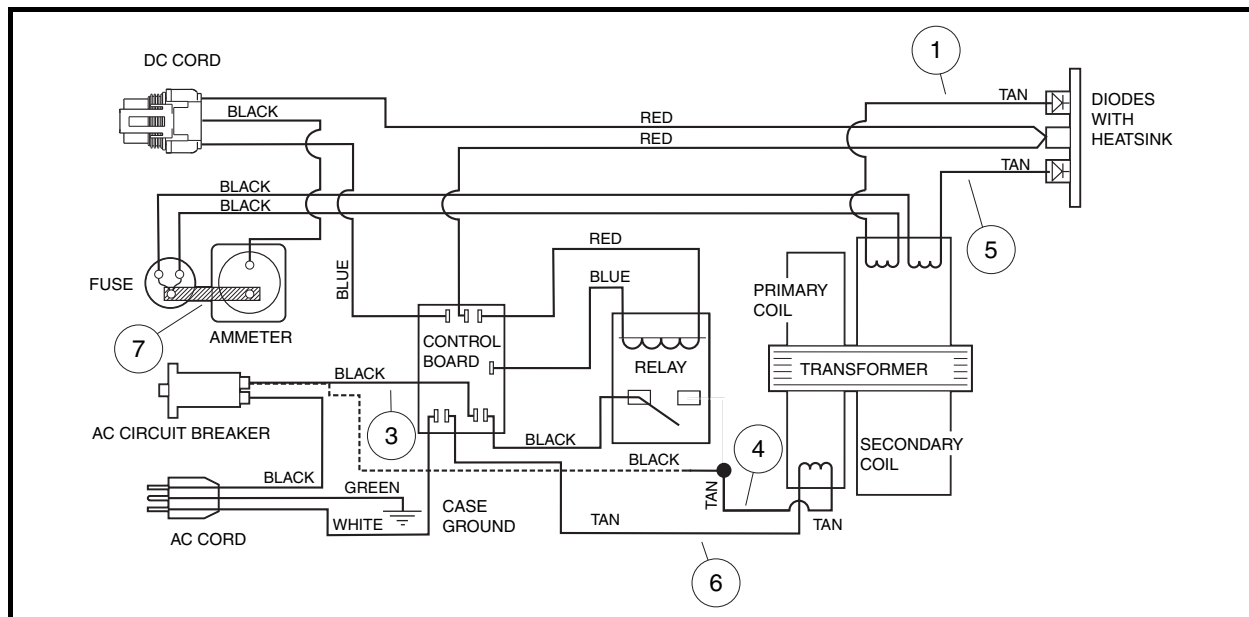 1
DC CORD
BLACK
TAN
DIODES
WITH
HEATSINK
RED
RED
TAN
BLACK
BLACK
5
RED
FUSE
BLUE
BLUE
PRIMARY
COIL
AMMETER
7
CONTROL
BOARD
RELAY
TRANSFORMER
BLACK
3
AC CIRCUIT BREAKER
BLACK
4
SECONDARY
COIL
BLACK
BLACK
GREEN
TAN
CASE
GROUND
WHITE
TAN
TAN
AC CORD
6